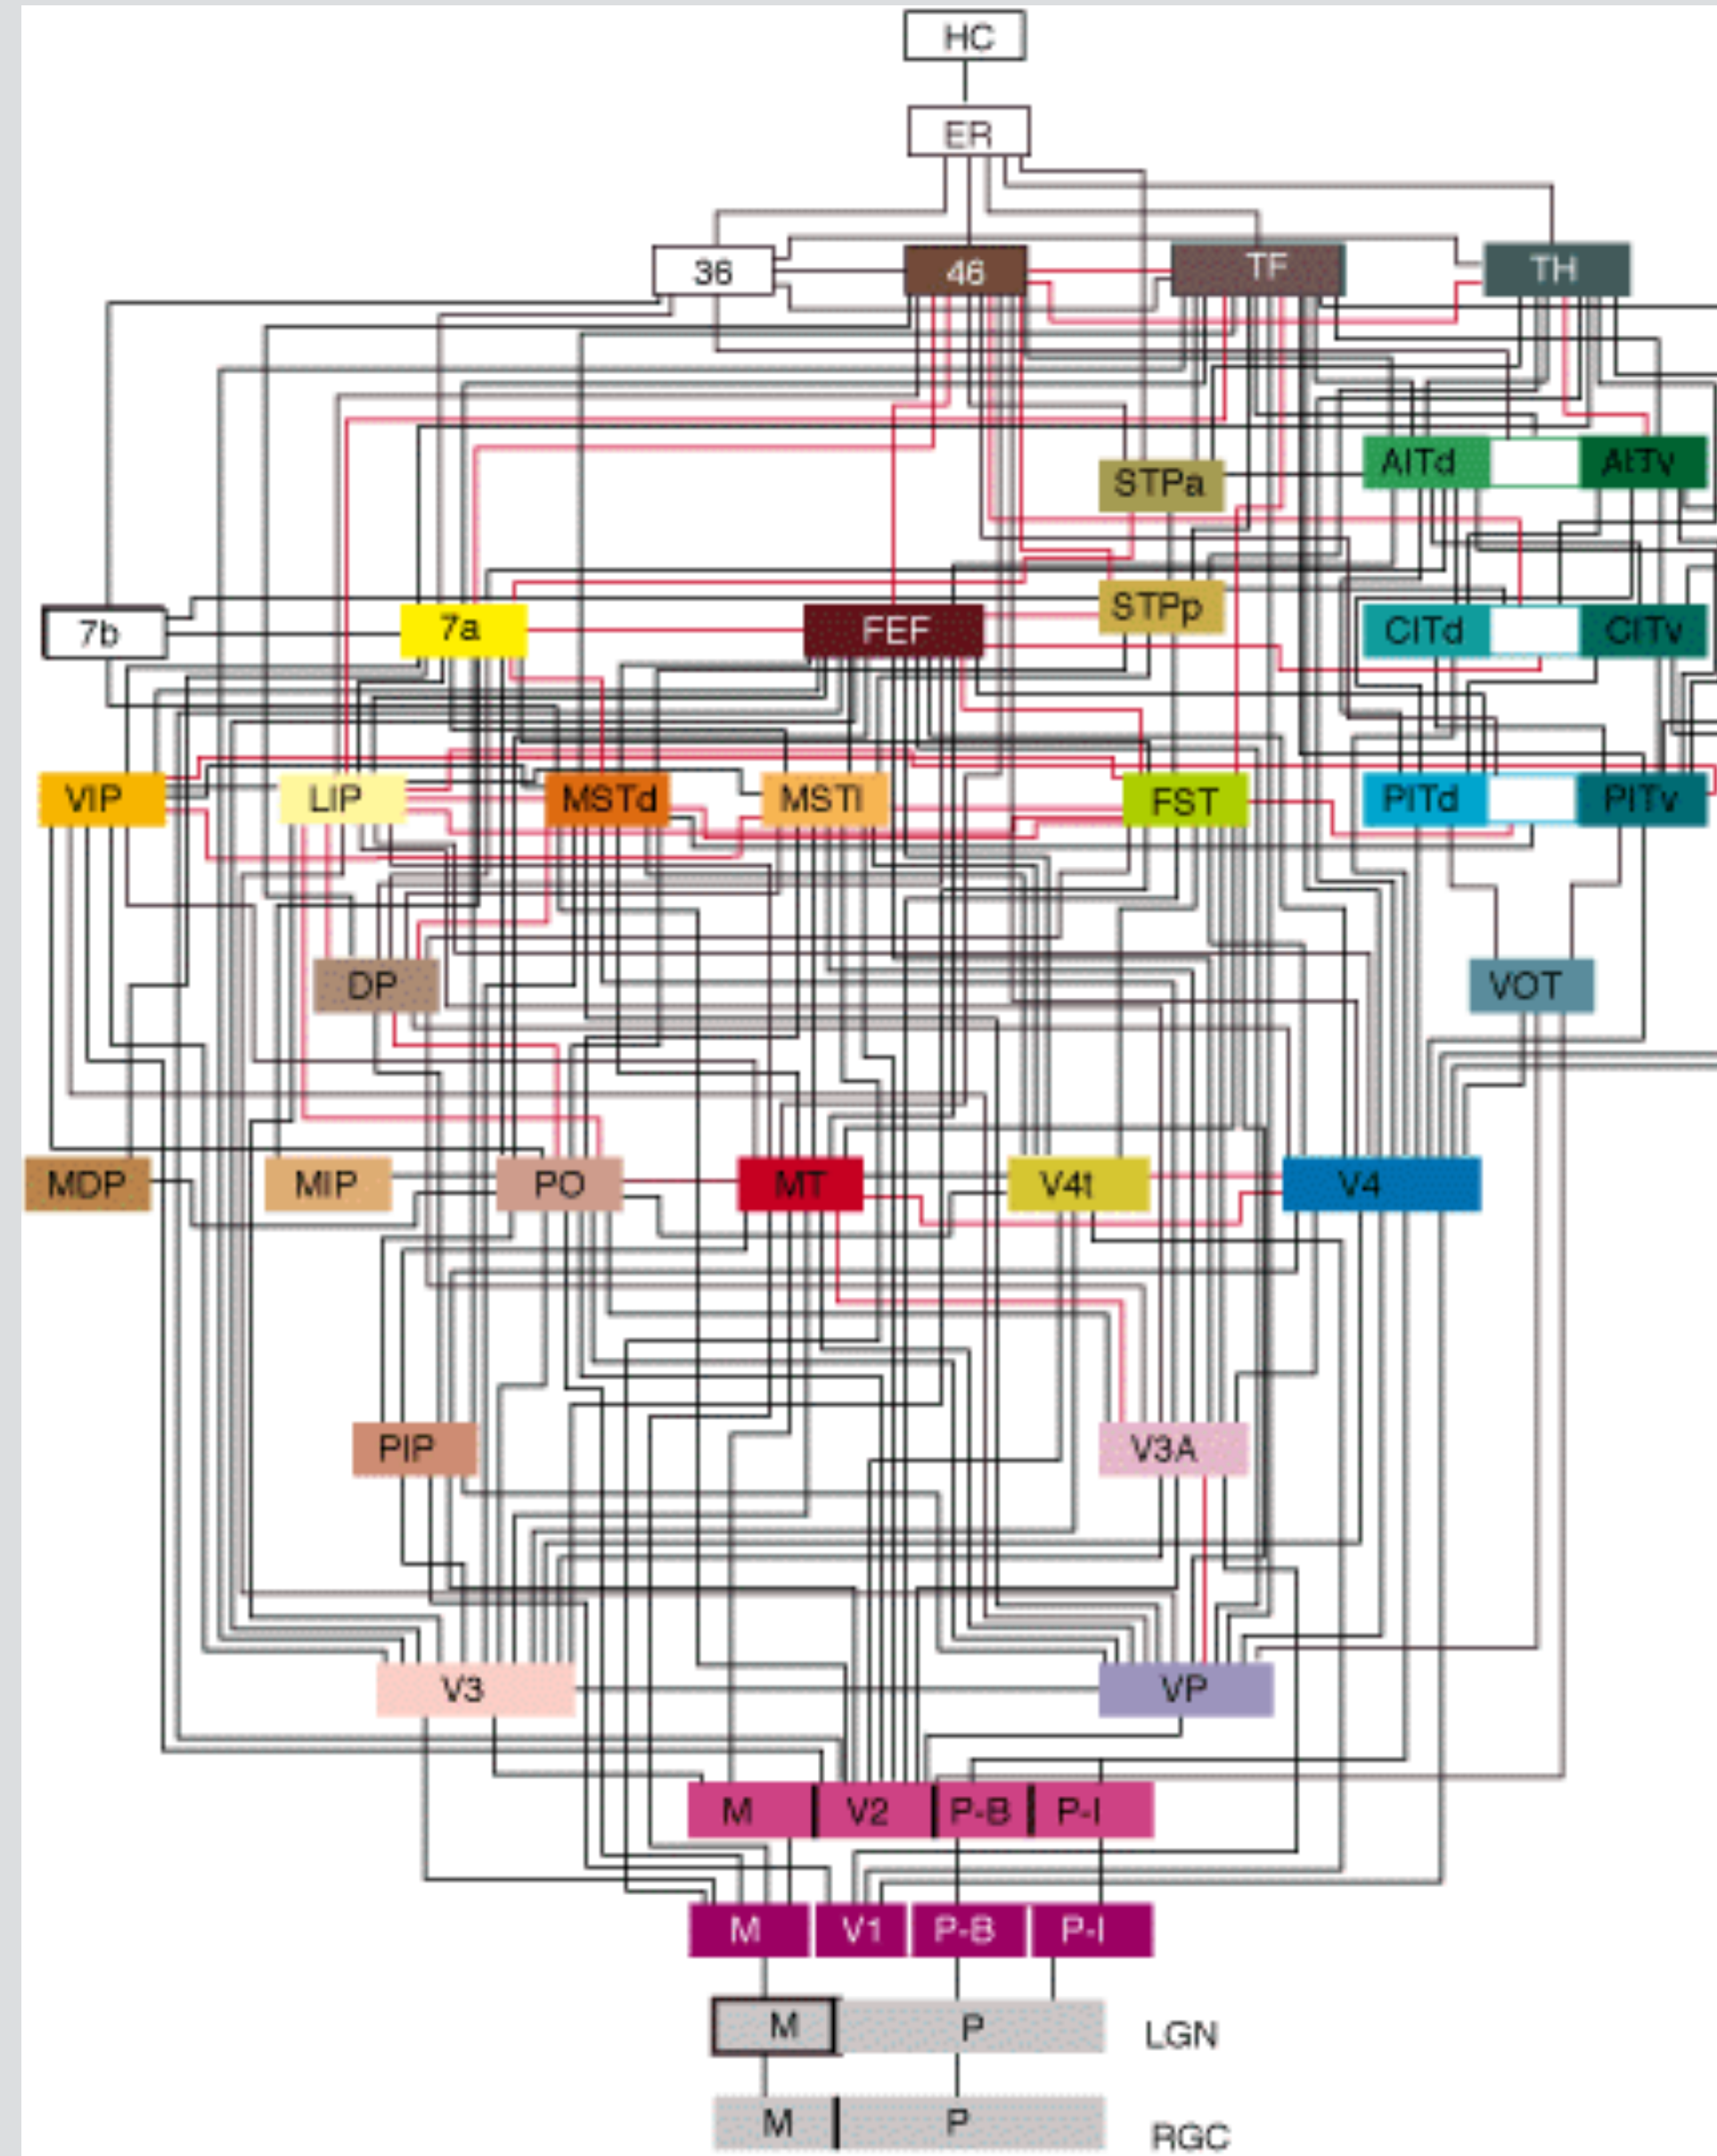 HC
ER
36 46 TF TH
AITd AITv
STPa
STPp
7b 7a FEF CITd CITv
VIP LIP MSTd MSTl FST PITd PITv
DP VOT
MDP MIP PO MT V4t V4
PIP V3A
V3 VP
M V2 P-B P-I
M V1 P-B P-I
M P LGN
M P RGC